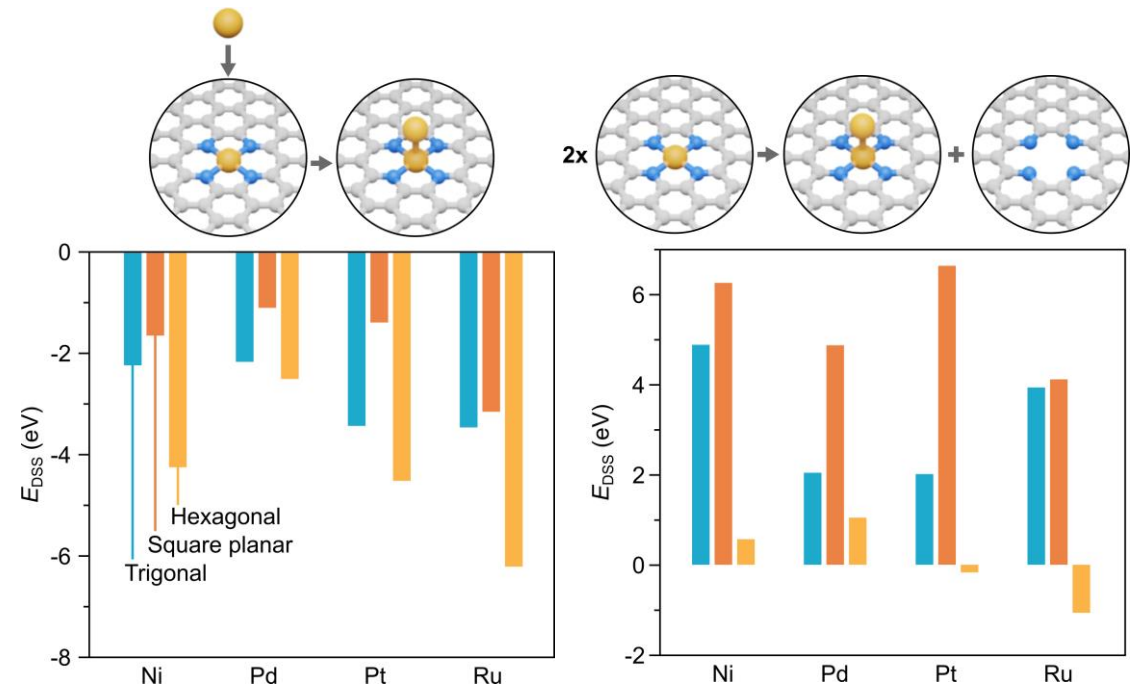 2x
+
0
-2
-4
-6
-8
E_DSS (eV)
Hexagonal
Square planar
Trigonal
Ni Pd Pt Ru
6
4
2
0
-2
E_DSS (eV)
Ni Pd Pt Ru